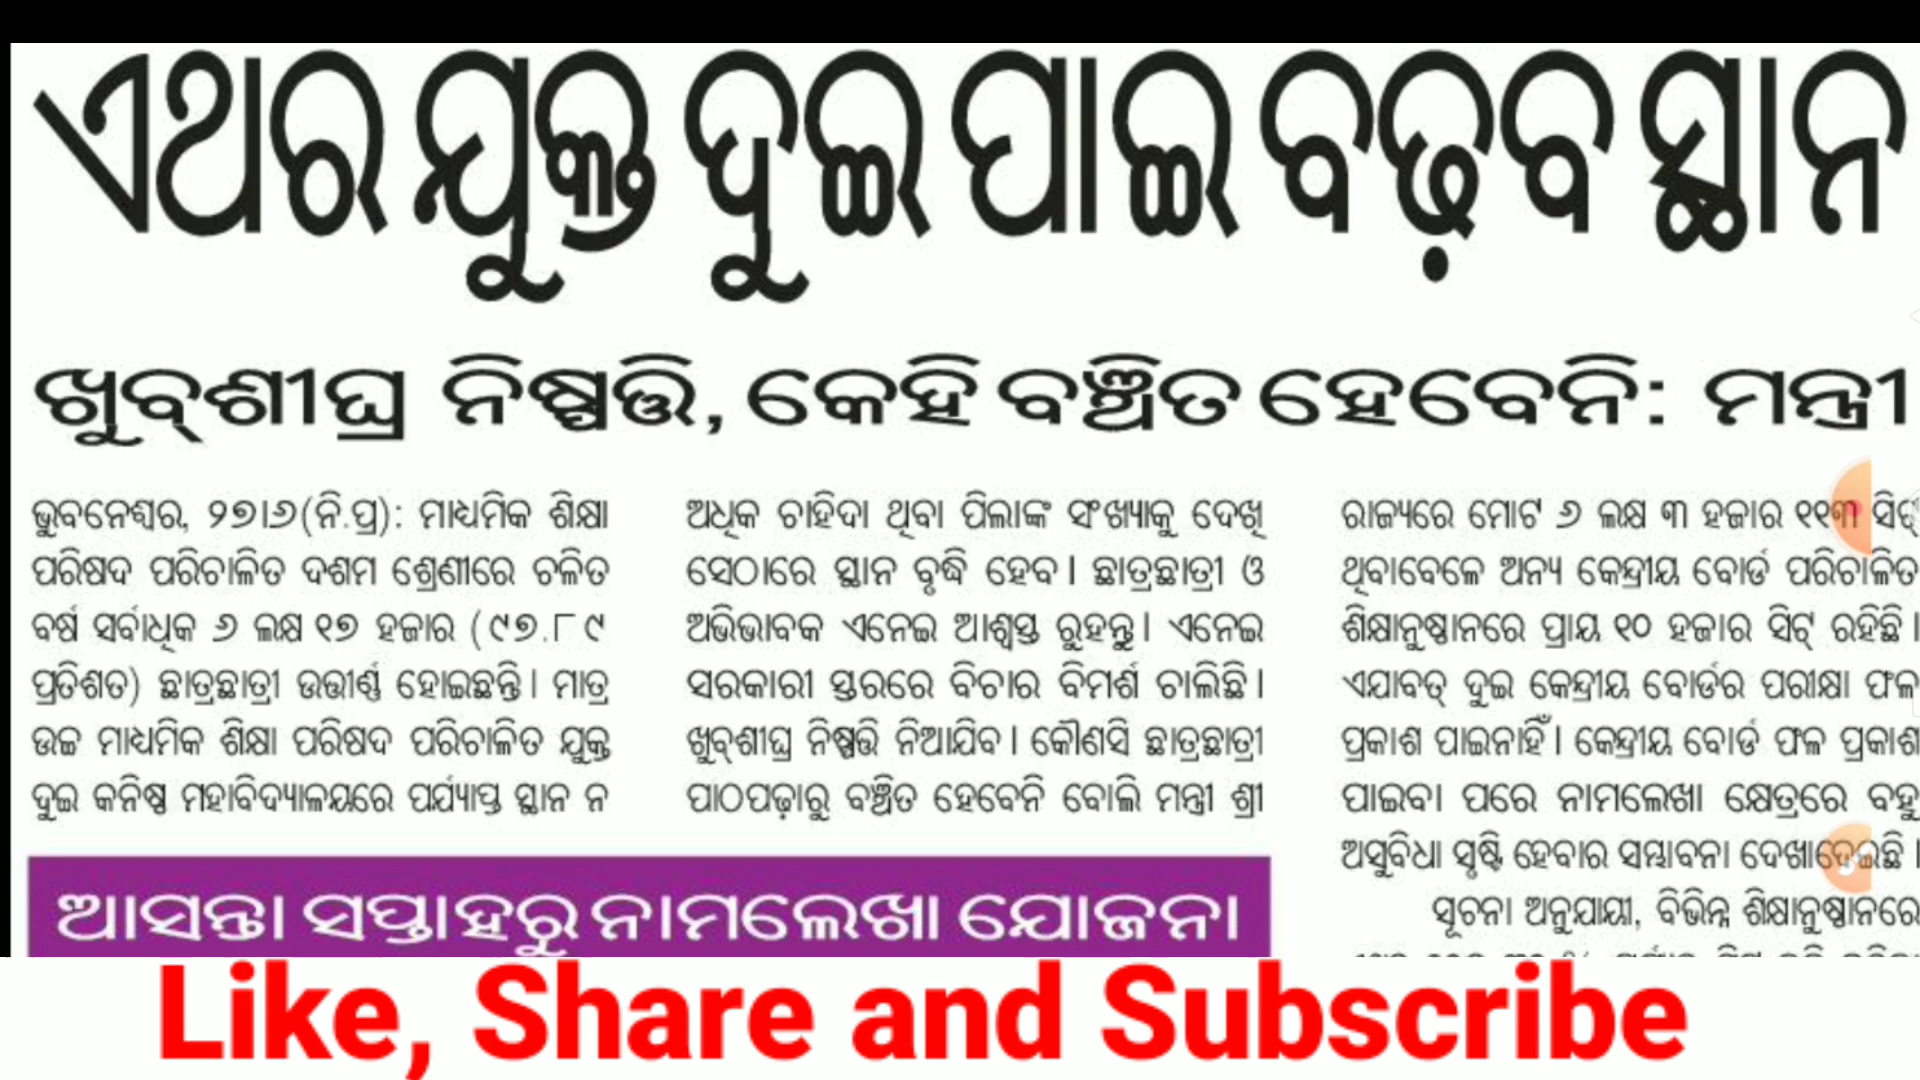 ଏଥର ଯୁକ୍ତ ଦୁଇ ପାଇ ବଢ଼ିବ ସ୍ଥାନ
ଖୁବ୍‌ଶୀଘ୍ର ନିଷ୍ପତ୍ତି, କେହି ବଞ୍ଚିତ ହେବେନି: ମନ୍ତ୍ରୀ
ଭୁବନେଶ୍ୱର, ୨୭।୬(ନି.ପ୍ର): ମାଧ୍ୟମିକ ଶିକ୍ଷା
ପରିଷଦ ପରିଚାଳିତ ଦଶମ ଶ୍ରେଣୀରେ ଚଳିତ
ବର୍ଷ ସର୍ବାଧିକ ୬ ଲକ୍ଷ ୧୭ ହଜାର (୯୭.୮୯
ପ୍ରତିଶତ) ଛାତ୍ରଛାତ୍ରୀ ଉତ୍ତୀର୍ଣ୍ଣ ହୋଇଛନ୍ତି। ମାତ୍ର
ଉଚ୍ଚ ମାଧ୍ୟମିକ ଶିକ୍ଷା ପରିଷଦ ପରିଚାଳିତ ଯୁକ୍ତ
ଦୁଇ କନିଷ୍ଠ ମହାବିଦ୍ୟାଳୟରେ ପର୍ଯ୍ୟାପ୍ତ ସ୍ଥାନ ନ
ଆସନ୍ତା ସପ୍ତାହରୁ ନାମଲେଖା ଯୋଜନା
ଅଧିକ ଚାହିଦା ଥିବା ପିଲାଙ୍କ ସଂଖ୍ୟାକୁ ଦେଖି
ସେଠାରେ ସ୍ଥାନ ବୃଦ୍ଧି ହେବ। ଛାତ୍ରଛାତ୍ରୀ ଓ
ଅଭିଭାବକ ଏନେଇ ଆଶ୍ୱସ୍ତ ରୁହନ୍ତୁ। ଏନେଇ
ସରକାରୀ ସ୍ତରରେ ବିଚାର ବିମର୍ଶ ଚାଲିଛି।
ଖୁବ୍‌ଶୀଘ୍ର ନିଷ୍ପତ୍ତି ନିଆଯିବ। କୌଣସି ଛାତ୍ରଛାତ୍ରୀ
ପାଠପଢ଼ାରୁ ବଞ୍ଚିତ ହେବେନି ବୋଲି ମନ୍ତ୍ରୀ ଶ୍ରୀ
ରାଜ୍ୟରେ ମୋଟ ୬ ଲକ୍ଷ ୩ ହଜାର ୧୧୩ ସିଟ୍
ଥିବାବେଳେ ଅନ୍ୟ କେନ୍ଦ୍ରୀୟ ବୋର୍ଡ ପରିଚାଳିତ
ଶିକ୍ଷାନୁଷ୍ଠାନରେ ପ୍ରାୟ ୧୦ ହଜାର ସିଟ୍ ରହିଛି।
ଏଯାବତ୍ ଦୁଇ କେନ୍ଦ୍ରୀୟ ବୋର୍ଡର ପରୀକ୍ଷା ଫଳ
ପ୍ରକାଶ ପାଇନାହିଁ। କେନ୍ଦ୍ରୀୟ ବୋର୍ଡ ଫଳ ପ୍ରକାଶ
ପାଇବା ପରେ ନାମଲେଖା କ୍ଷେତ୍ରରେ ବହୁ
ଅସୁବିଧା ସୃଷ୍ଟି ହେବାର ସମ୍ଭାବନା ଦେଖାଦେଇଛି।
ସୂଚନା ଅନୁଯାୟୀ, ବିଭିନ୍ନ ଶିକ୍ଷାନୁଷ୍ଠାନରେ
Like, Share and Subscribe